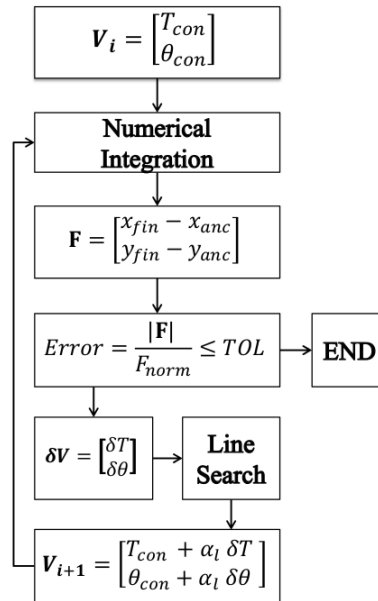 V_i = [T_con
θ_con]
Numerical
Integration
F = [x_fin − x_anc
y_fin − y_anc]
Error = |F| / F_norm ≤ TOL
END
δV = [δT
δθ]
Line
Search
V_{i+1} = [T_con + α_l δT
θ_con + α_l δθ]